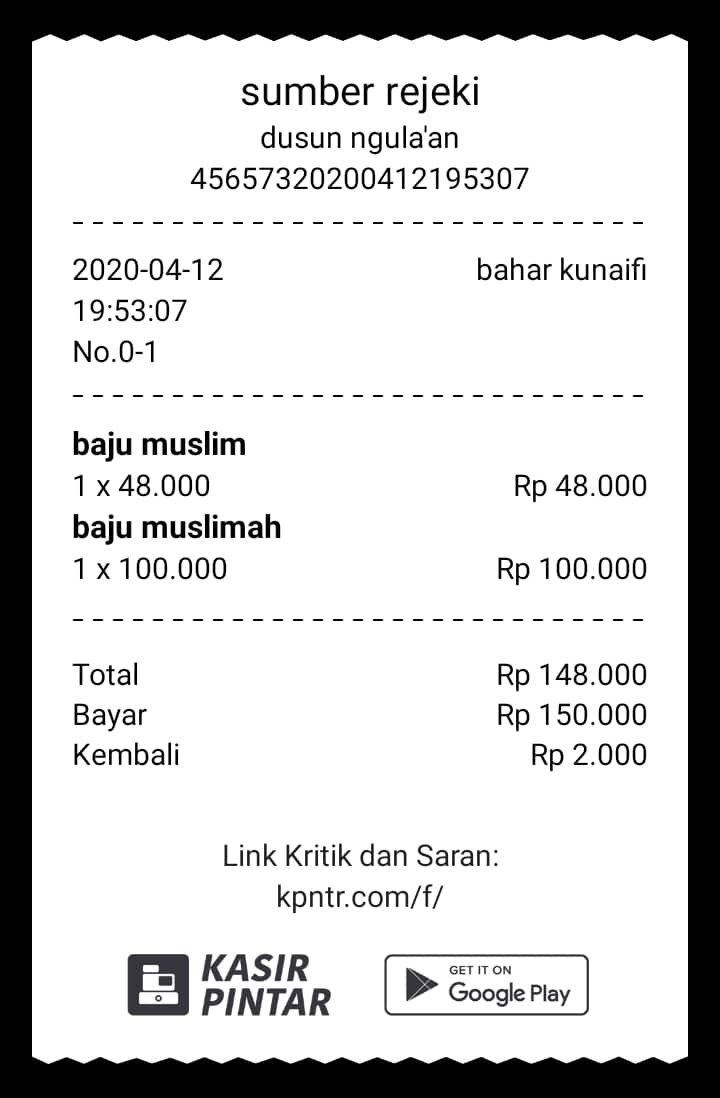 sumber rejeki
dusun ngula'an
45657320200412195307
2020-04-12 bahar kunaifi
19:53:07
No.0-1
baju muslim
1 x 48.000 Rp 48.000
baju muslimah
1 x 100.000 Rp 100.000
Total Rp 148.000
Bayar Rp 150.000
Kembali Rp 2.000
Link Kritik dan Saran:
kpntr.com/f/
KASIR
PINTAR
GET IT ON
Google Play